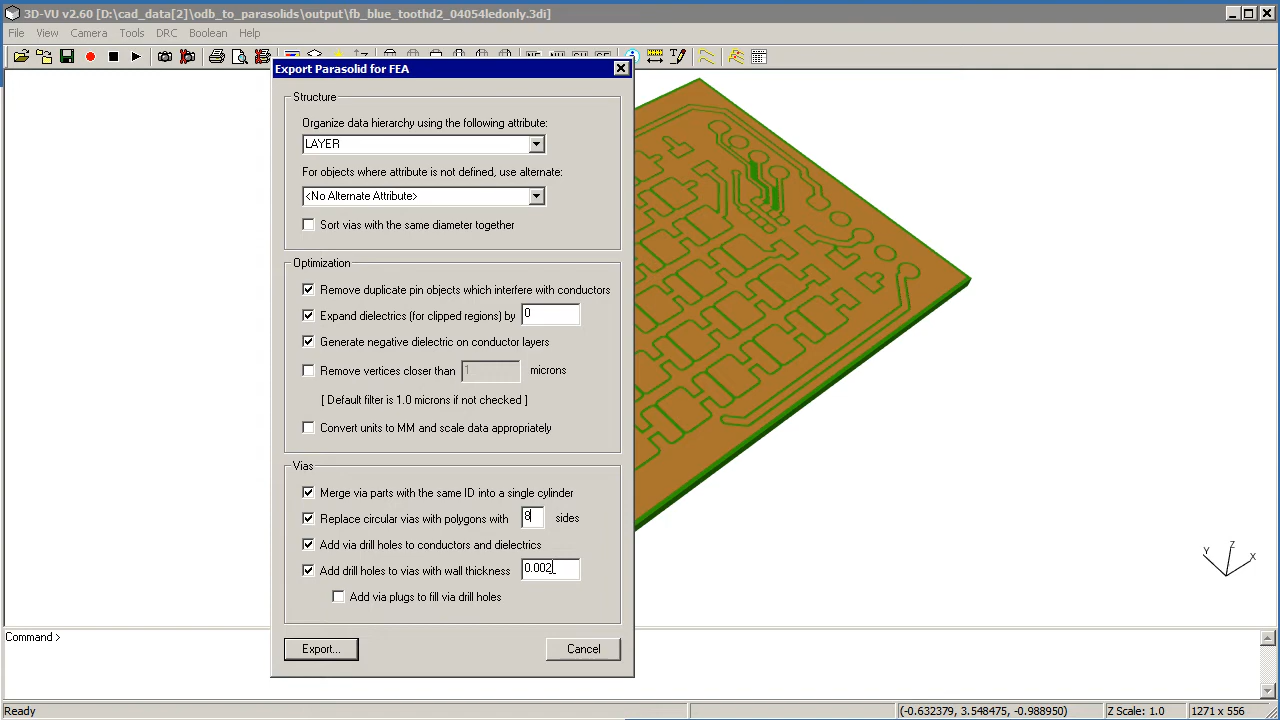 3D-VU v2.60 [D:\cad_data[2]\odb_to_parasolids\output\fb_blue_toothd2_04054ledonly.3di]
File View Camera Tools DRC Boolean Help
Export Parasolid for FEA
Structure
Organize data hierarchy using the following attribute:
LAYER
For objects where attribute is not defined, use alternate:
<No Alternate Attribute>
Sort vias with the same diameter together
Optimization
Remove duplicate pin objects which interfere with conductors
Expand dielectrics (for clipped regions) by 0
Generate negative dielectric on conductor layers
Remove vertices closer than 1 microns
[ Default filter is 1.0 microns if not checked ]
Convert units to MM and scale data appropriately
Vias
Merge via parts with the same ID into a single cylinder
Replace circular vias with polygons with 8 sides
Add via drill holes to conductors and dielectrics
Add drill holes to vias with wall thickness 0.002
Add via plugs to fill via drill holes
Export... Cancel
Y Z X
Command >
Ready (-0.632379, 3.548475, -0.988950) Z Scale: 1.0 1271 x 556